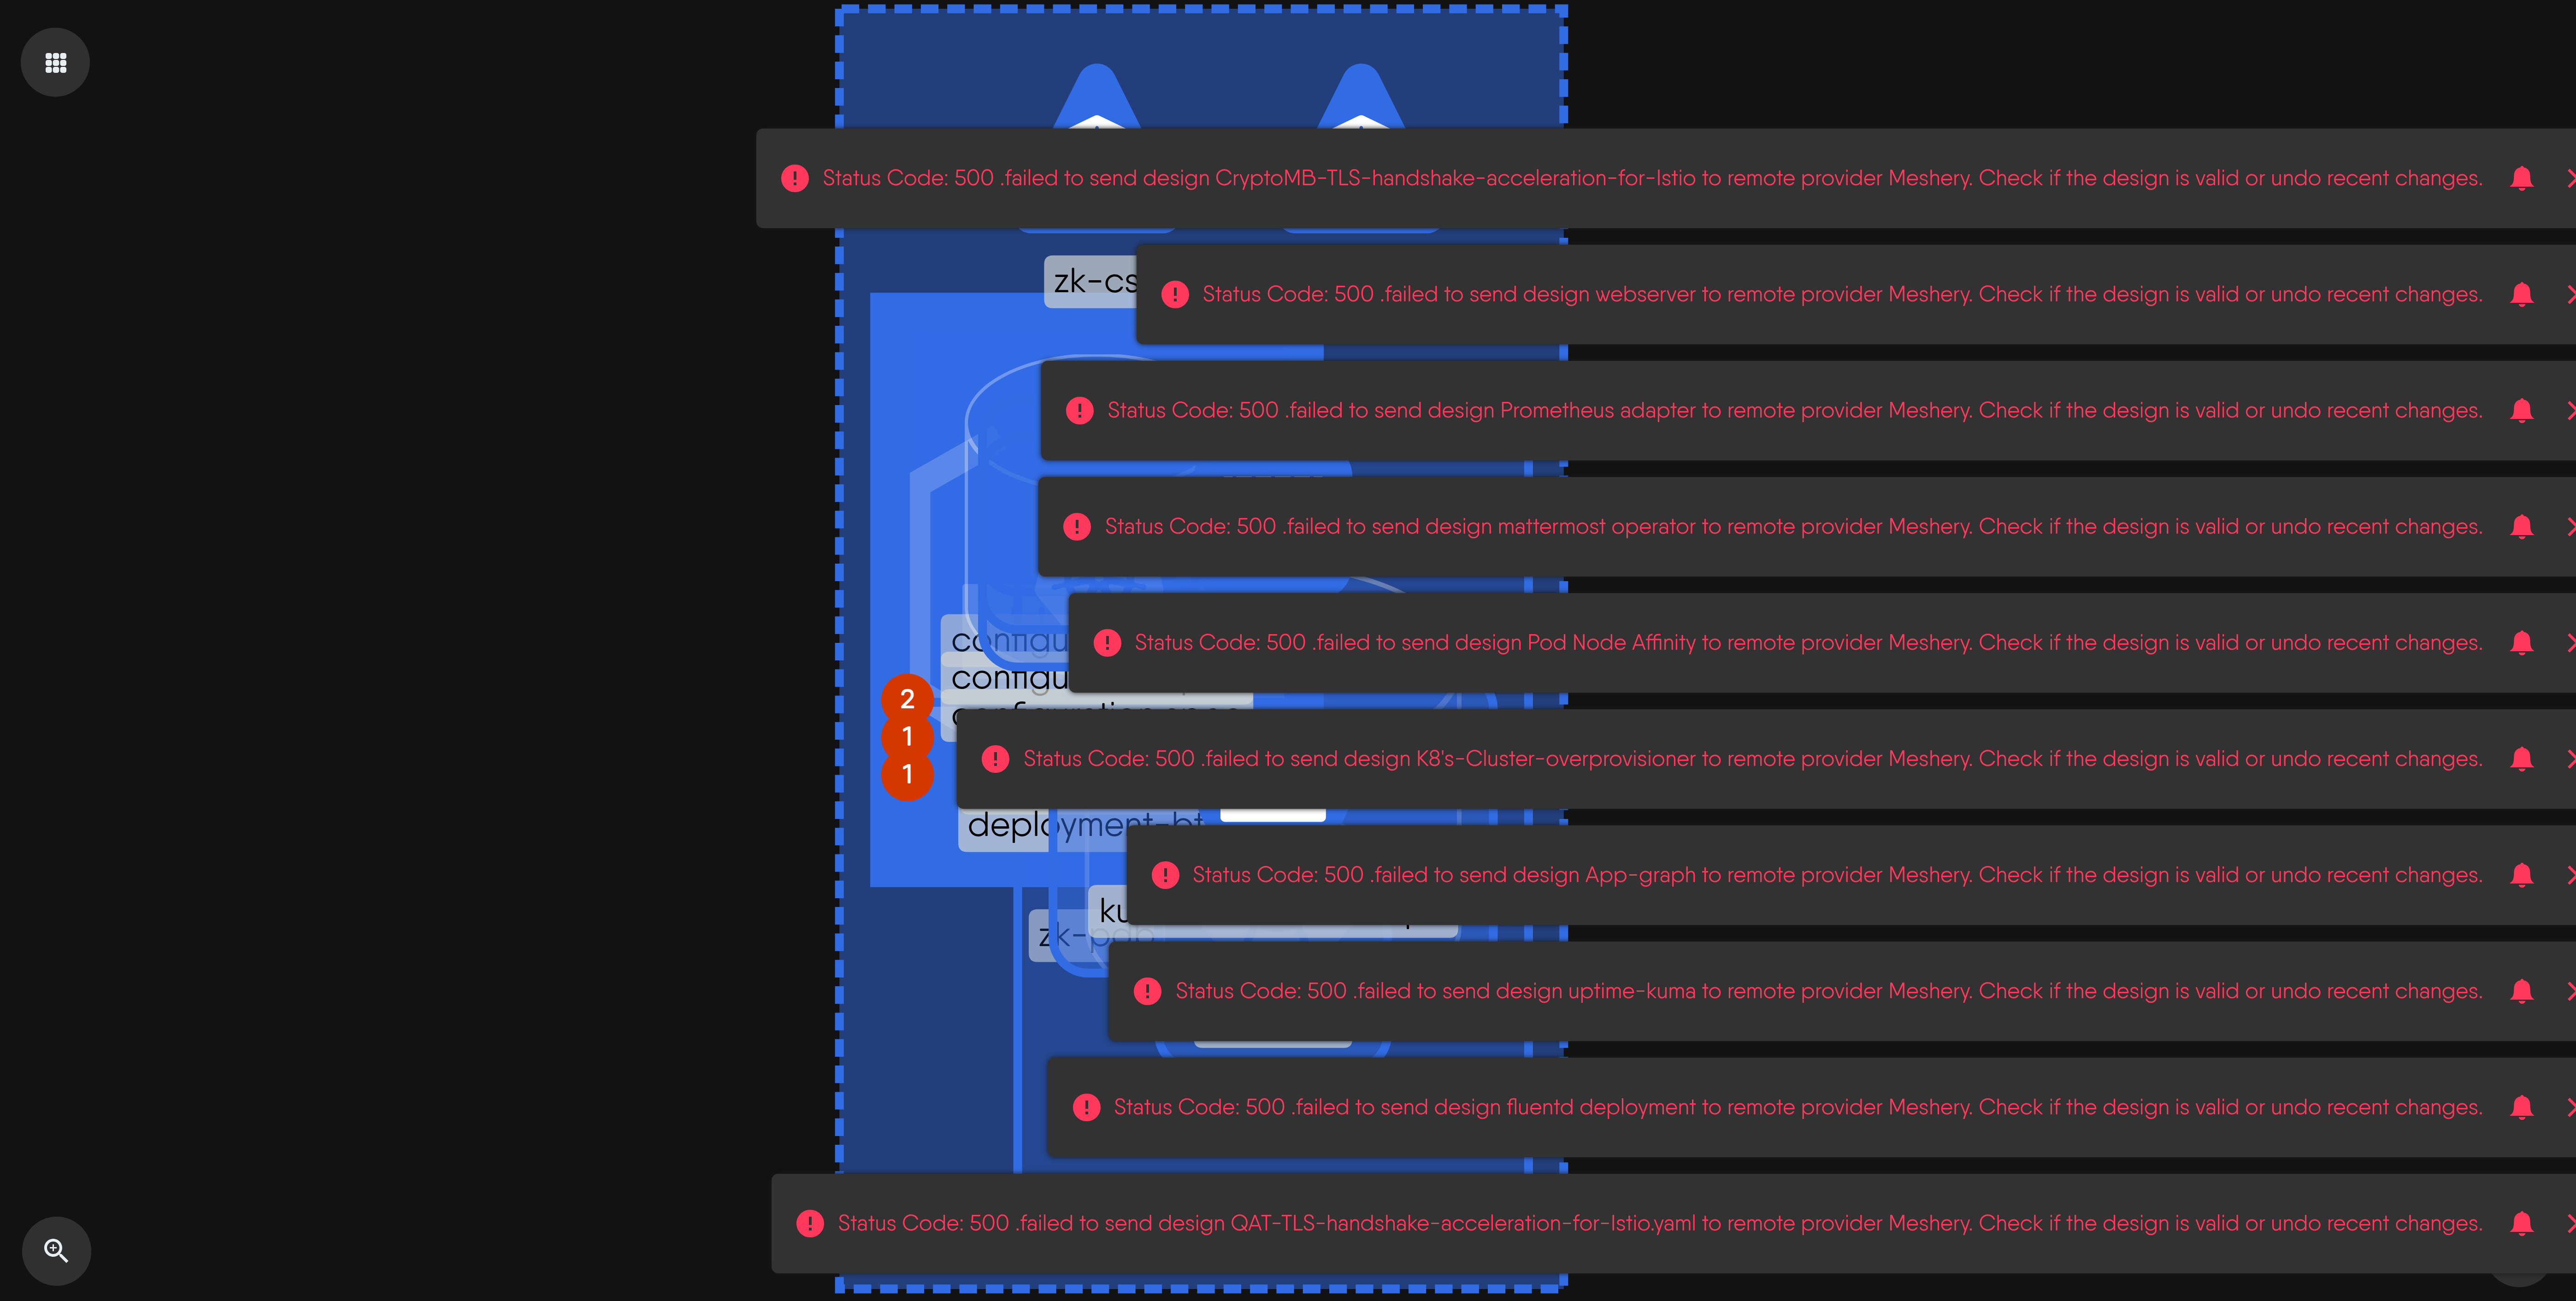 Status Code: 500 .failed to send design CryptoMB-TLS-handshake-acceleration-for-Istio to remote provider Meshery. Check if the design is valid or undo recent changes.
zk-cs
Status Code: 500 .failed to send design webserver to remote provider Meshery. Check if the design is valid or undo recent changes.
Status Code: 500 .failed to send design Prometheus adapter to remote provider Meshery. Check if the design is valid or undo recent changes.
Status Code: 500 .failed to send design mattermost operator to remote provider Meshery. Check if the design is valid or undo recent changes.
configu
Status Code: 500 .failed to send design Pod Node Affinity to remote provider Meshery. Check if the design is valid or undo recent changes.
configu
2
1
Status Code: 500 .failed to send design K8's-Cluster-overprovisioner to remote provider Meshery. Check if the design is valid or undo recent changes.
1
deployment-bt
Status Code: 500 .failed to send design App-graph to remote provider Meshery. Check if the design is valid or undo recent changes.
ku
zk-pdb
Status Code: 500 .failed to send design uptime-kuma to remote provider Meshery. Check if the design is valid or undo recent changes.
Status Code: 500 .failed to send design fluentd deployment to remote provider Meshery. Check if the design is valid or undo recent changes.
Status Code: 500 .failed to send design QAT-TLS-handshake-acceleration-for-Istio.yaml to remote provider Meshery. Check if the design is valid or undo recent changes.